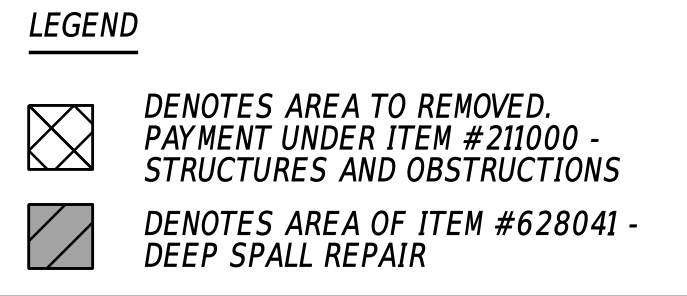 LEGEND
DENOTES AREA TO REMOVED.
PAYMENT UNDER ITEM #211000 -
STRUCTURES AND OBSTRUCTIONS
DENOTES AREA OF ITEM #628041 -
DEEP SPALL REPAIR